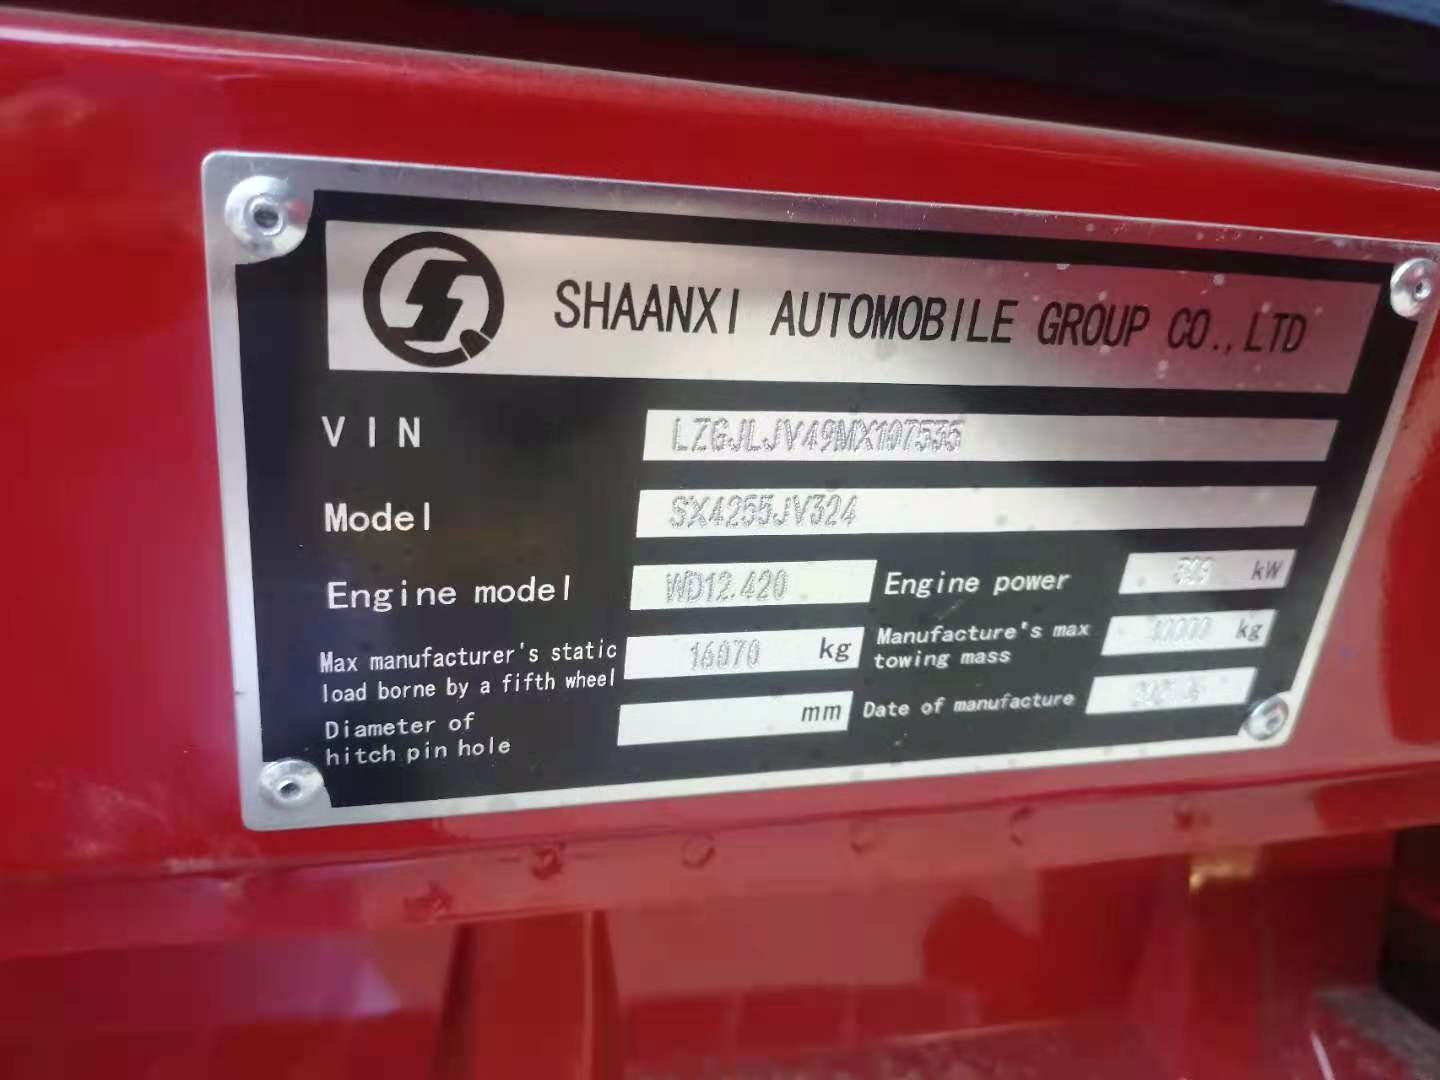 SHAANXI AUTOMOBILE GROUP CO., LTD
VIN LZGJLJV49MX107535
Model SX4255JV324
Engine model WD12.420 Engine power kW
Max manufacturer's static
load borne by a fifth wheel 16070 kg
Manufacture's max
towing mass kg
Diameter of
hitch pin hole mm
Date of manufacture